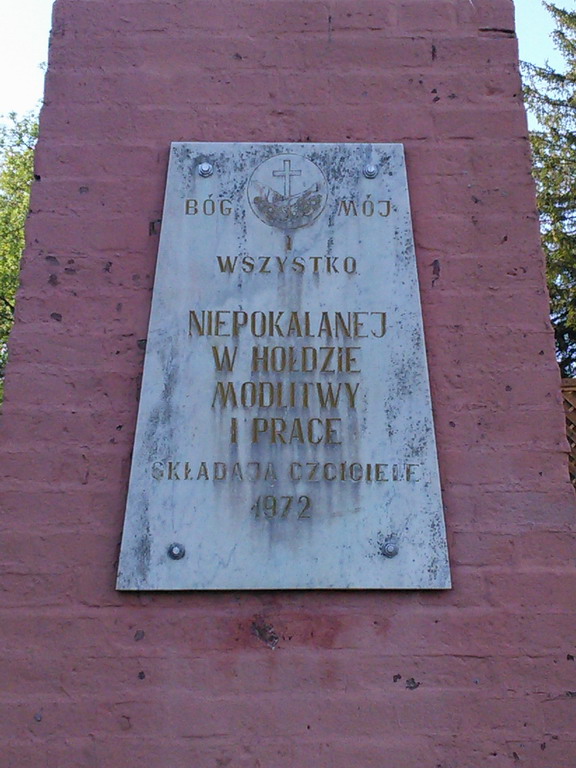 BÓG MÓJ
I
WSZYSTKO
NIEPOKALANEJ
W HOŁDZIE
MODLITWY
I PRACE
SKŁADAJĄ CZCICIELE
1972